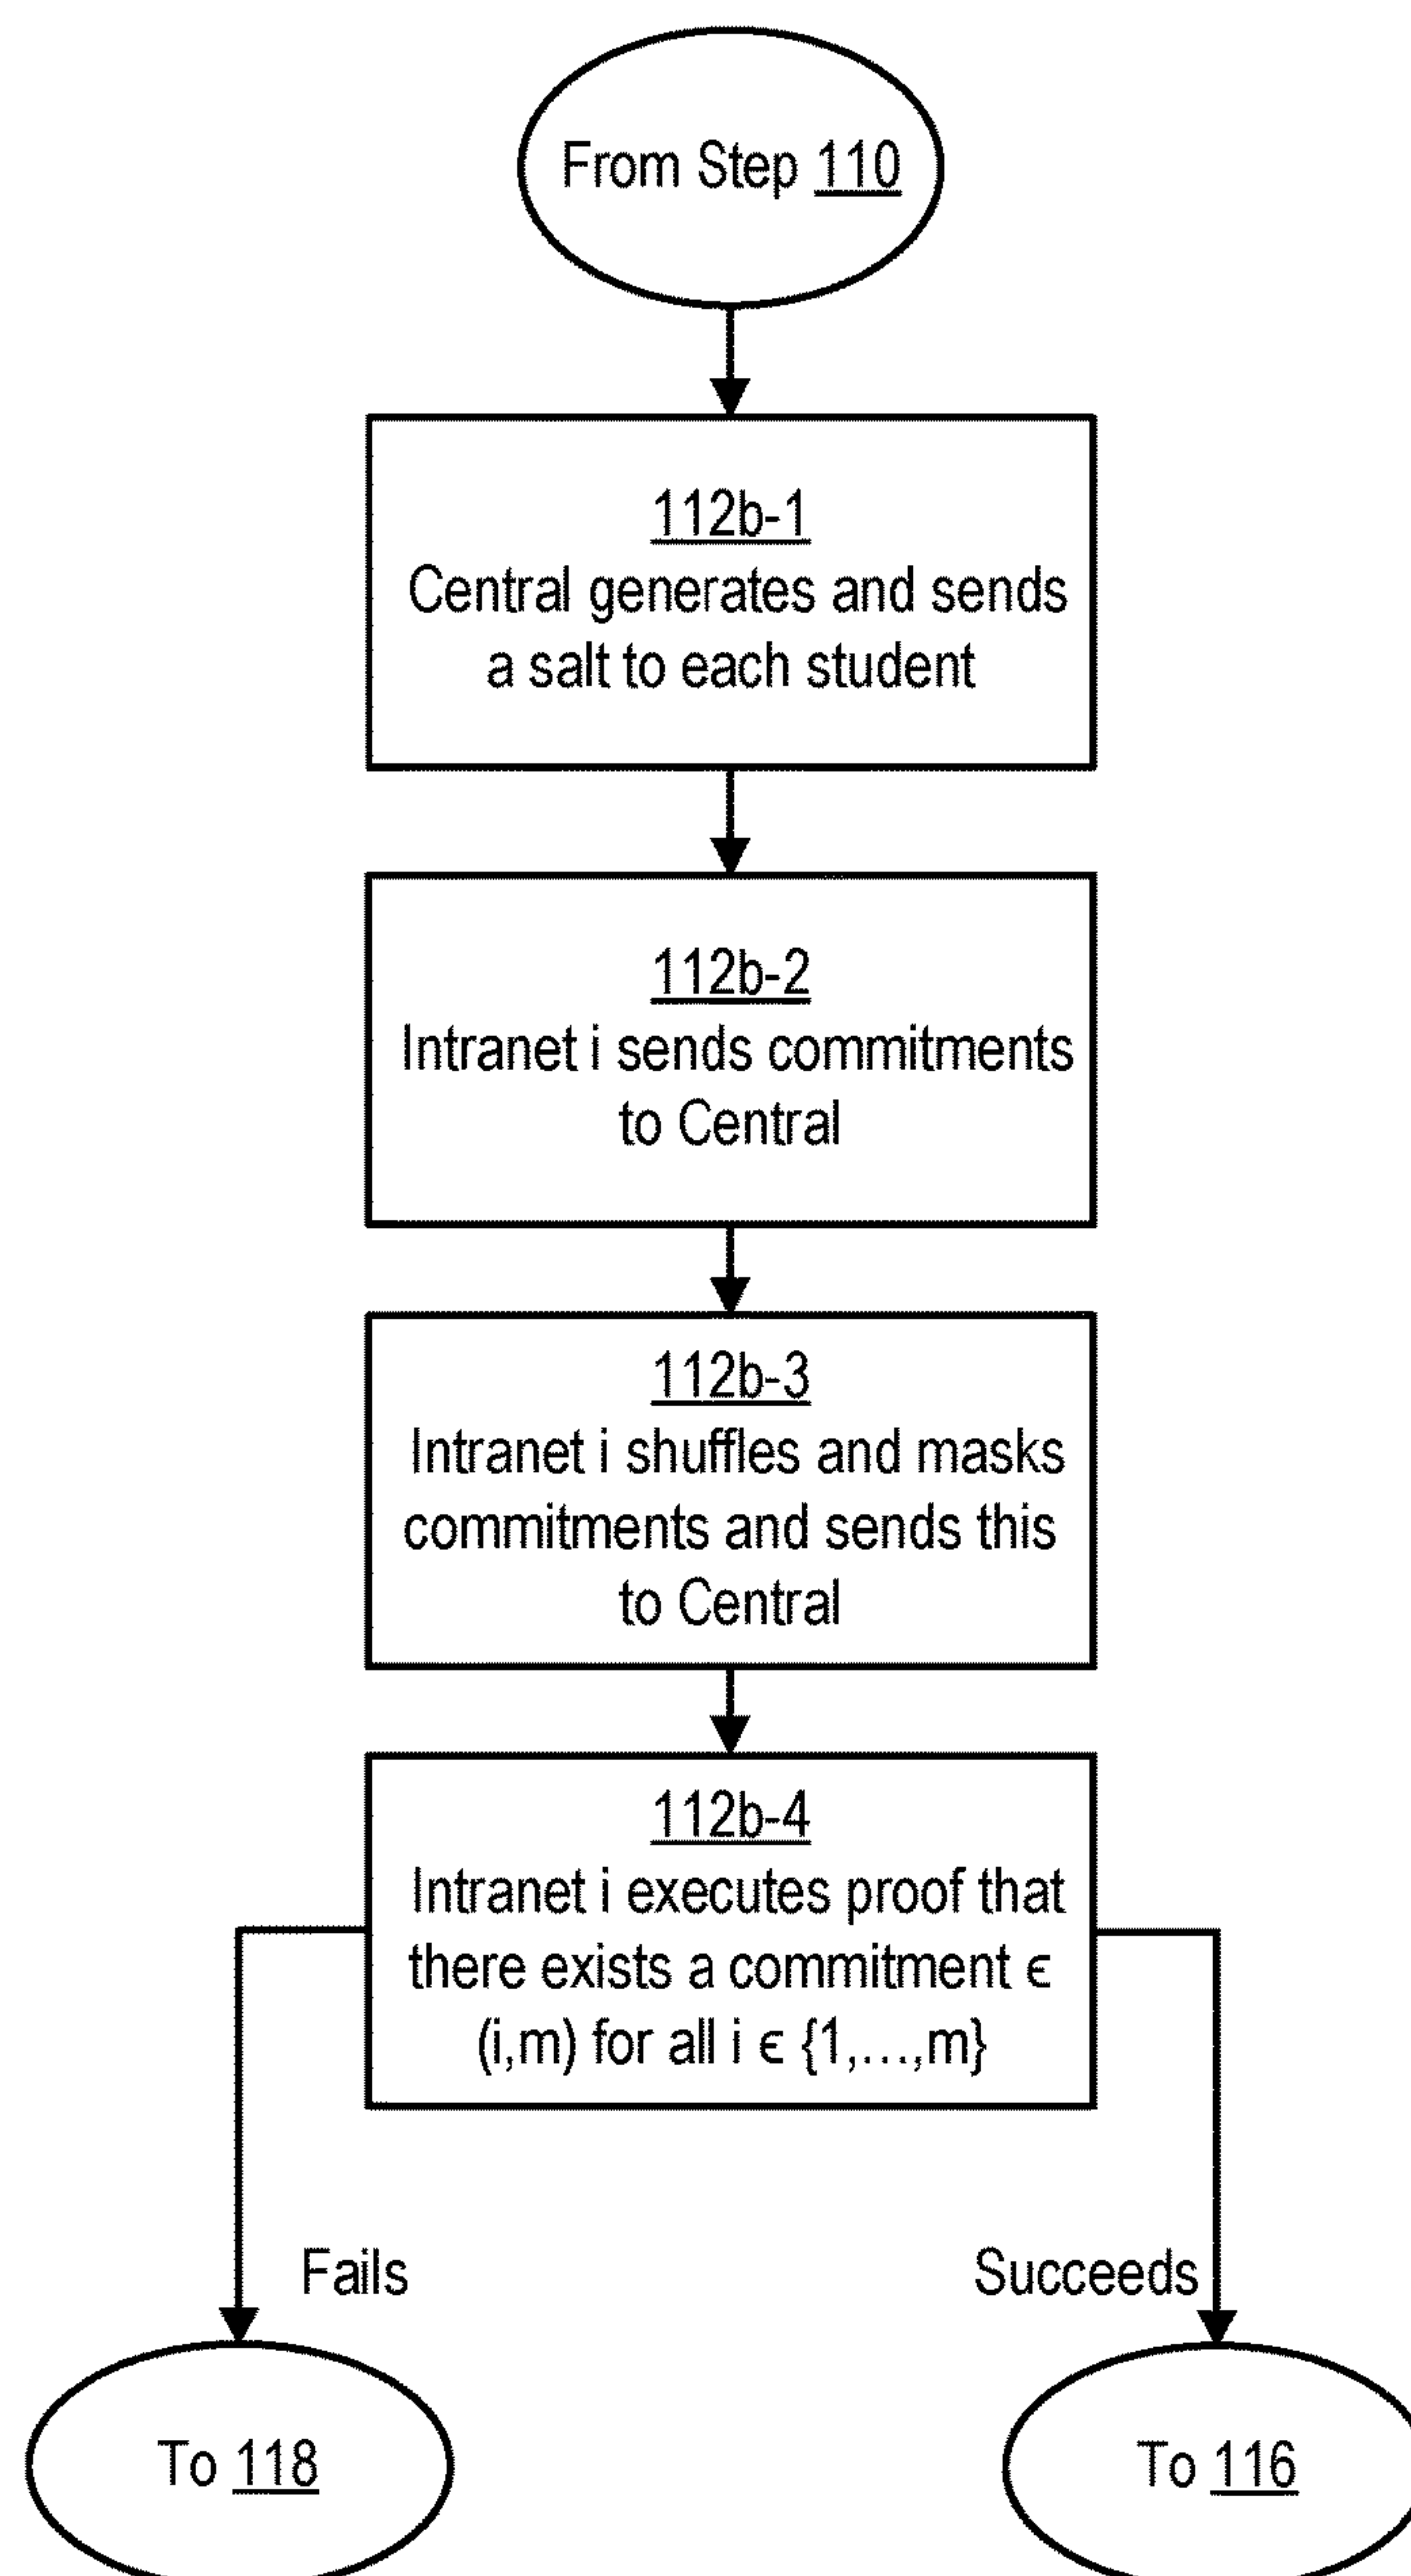 From Step 110
112b-1
Central generates and sends
a salt to each student
112b-2
Intranet i sends commitments
to Central
112b-3
Intranet i shuffles and masks
commitments and sends this
to Central
112b-4
Intranet i executes proof that
there exists a commitment ϵ
(i,m) for all i ϵ {1,...,m}
Fails
Succeeds
To 118
To 116